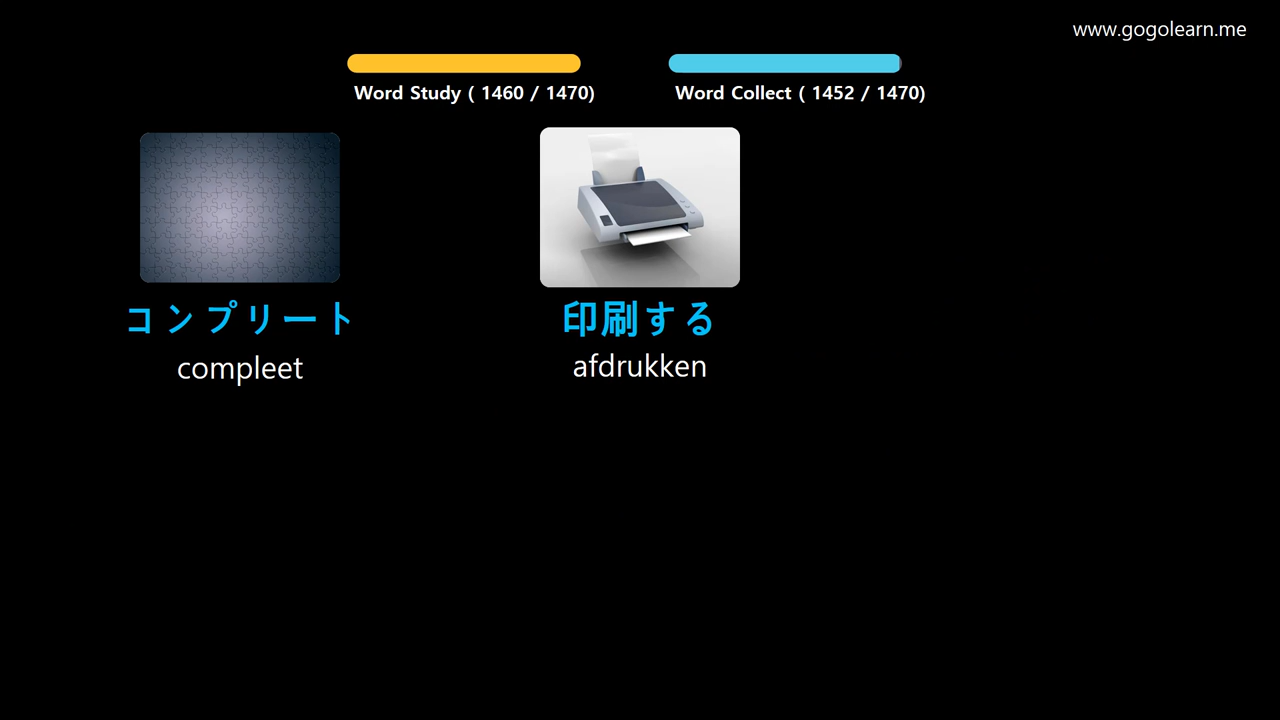 www.gogolearn.me
Word Study ( 1460 / 1470)
Word Collect ( 1452 / 1470)
コンプリート
compleet
印刷する
afdrukken